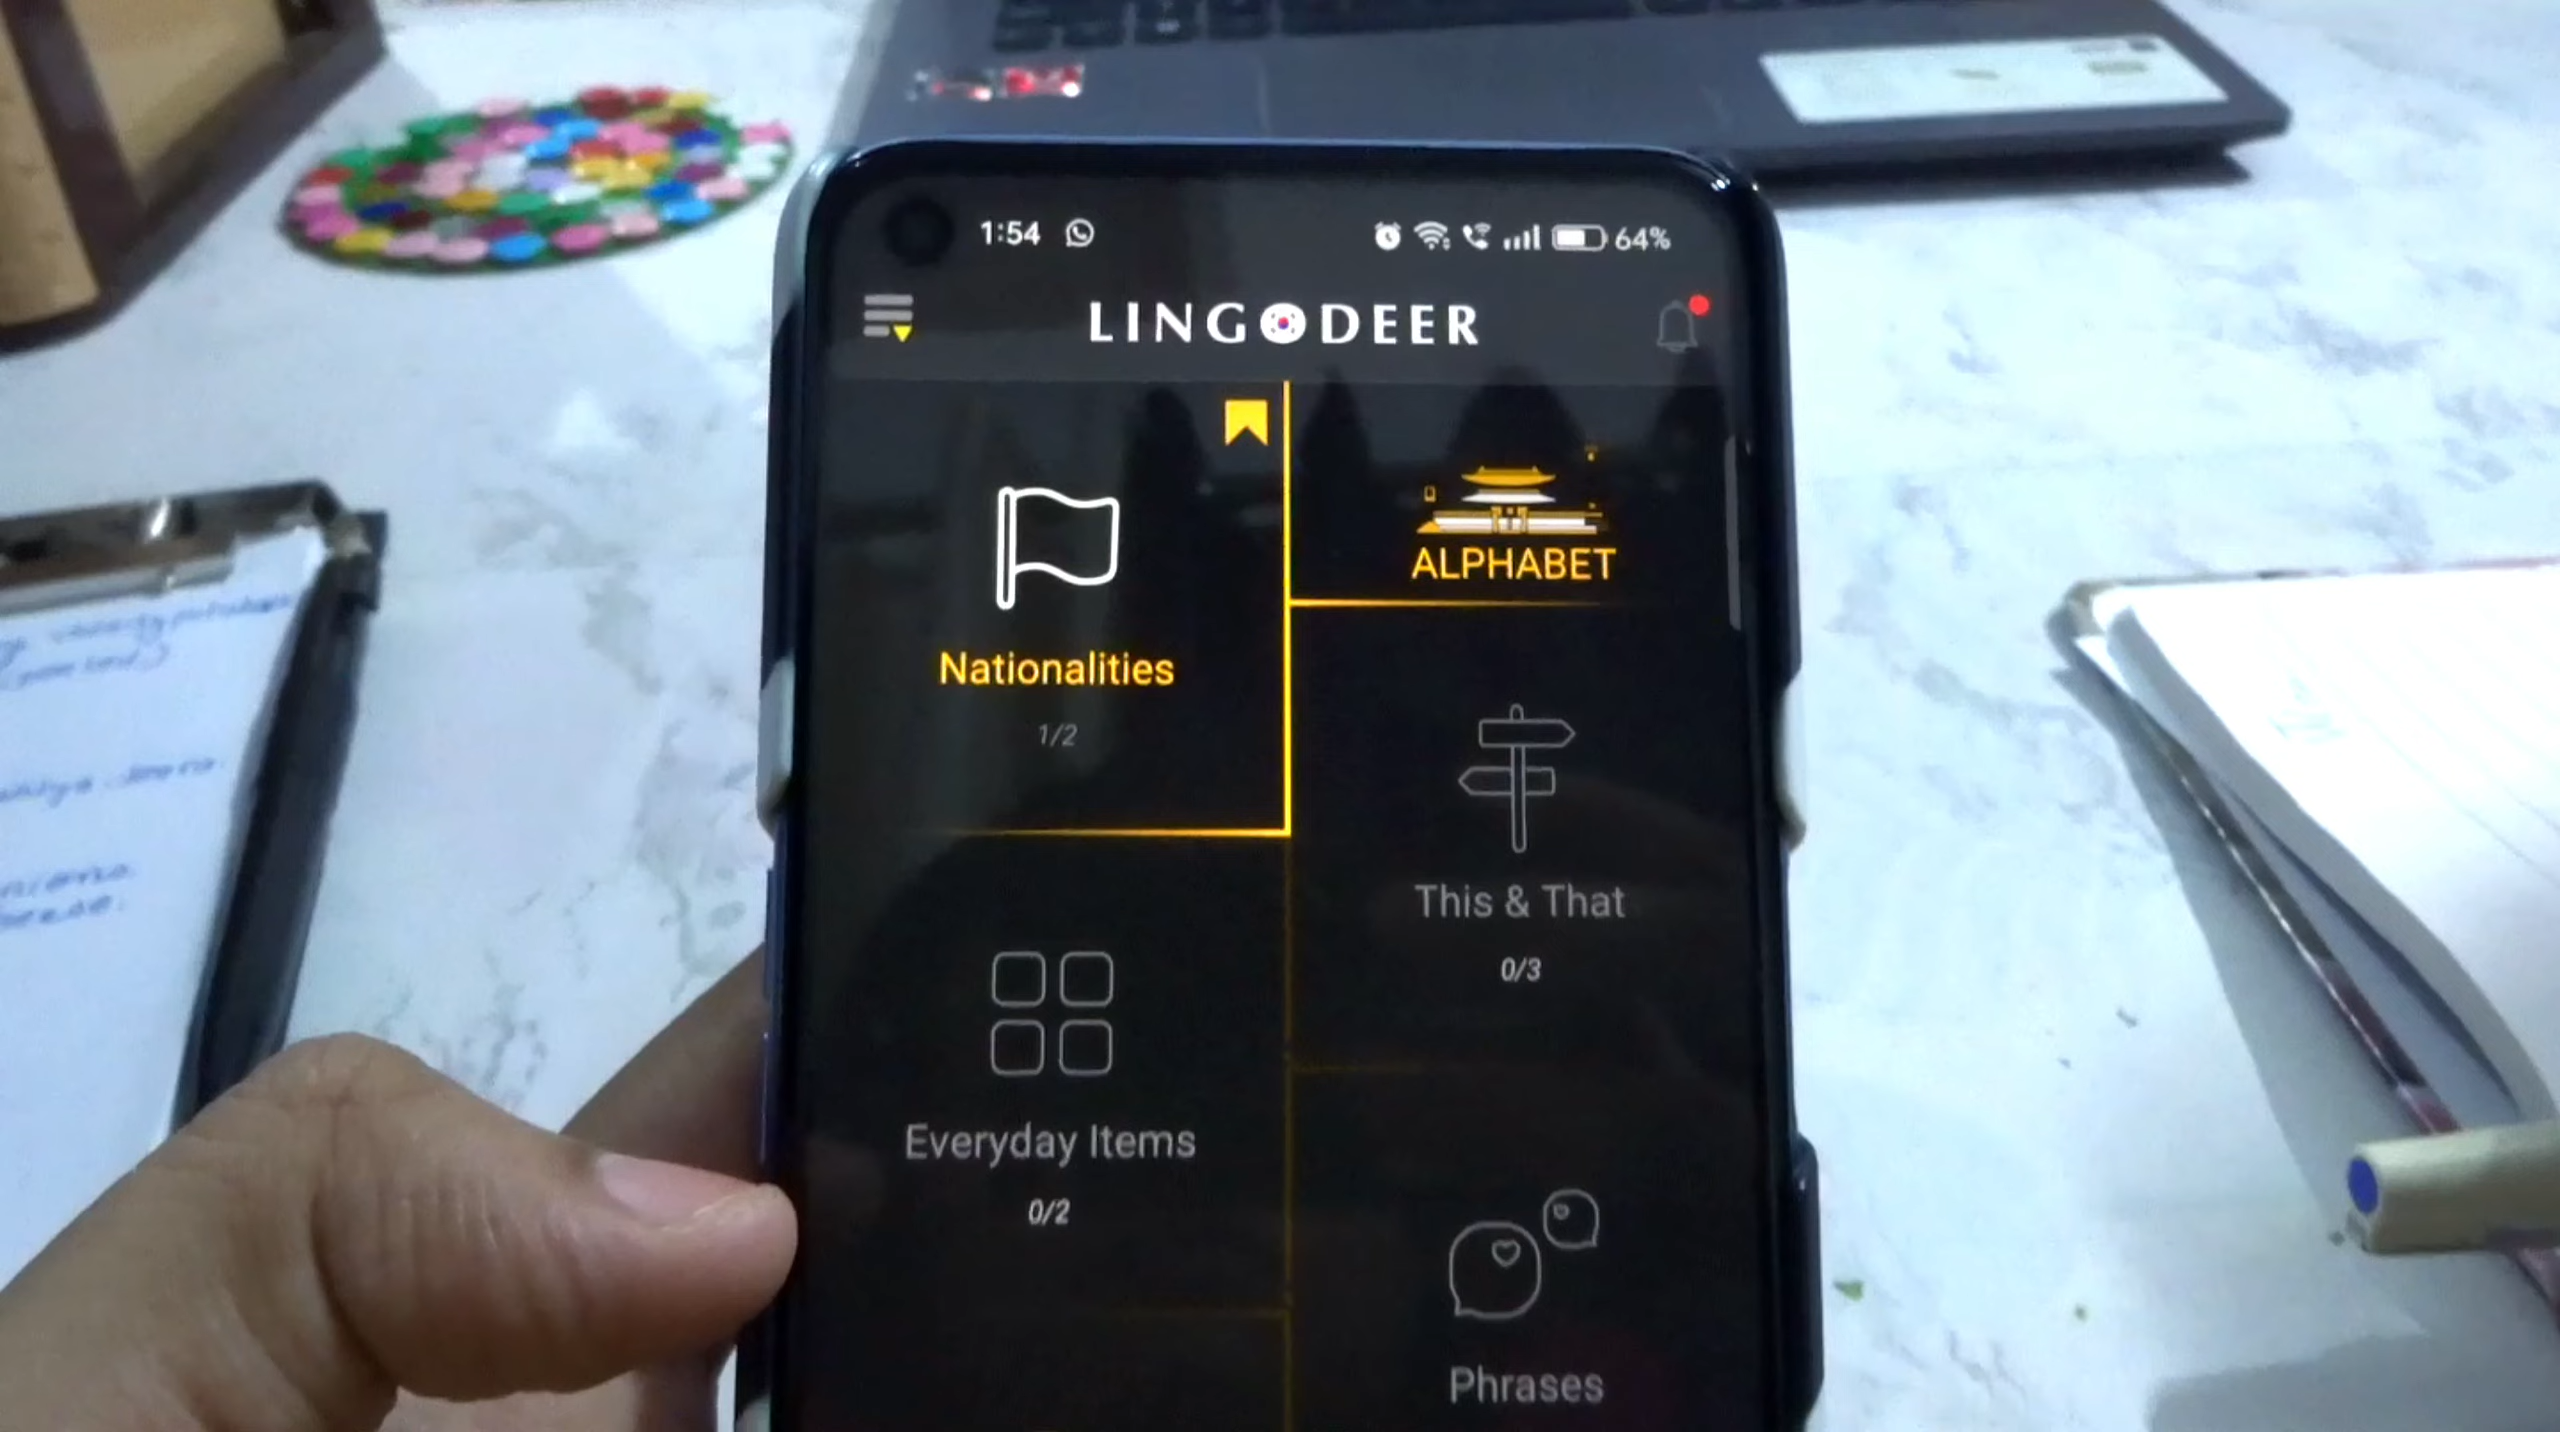 1:54
64%
LINGODEER
ALPHABET
Nationalities
1/2
This & That
0/3
Everyday Items
0/2
Phrases